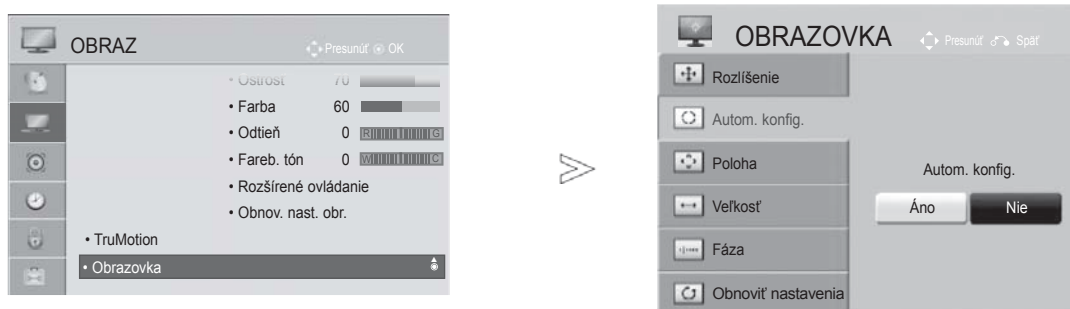 OBRAZ
Presunúť OK
• Ostrosť 70
• Farba 60
• Odtieň 0 R G
• Fareb. tón 0 W C
• Rozšírené ovládanie
• Obnov. nast. obr.
• TruMotion
• Obrazovka
OBRAZOVKA
Presunúť Späť
Rozlíšenie
Autom. konfig.
Poloha
Veľkosť
Fáza
Obnoviť nastavenia
Autom. konfig.
Áno Nie